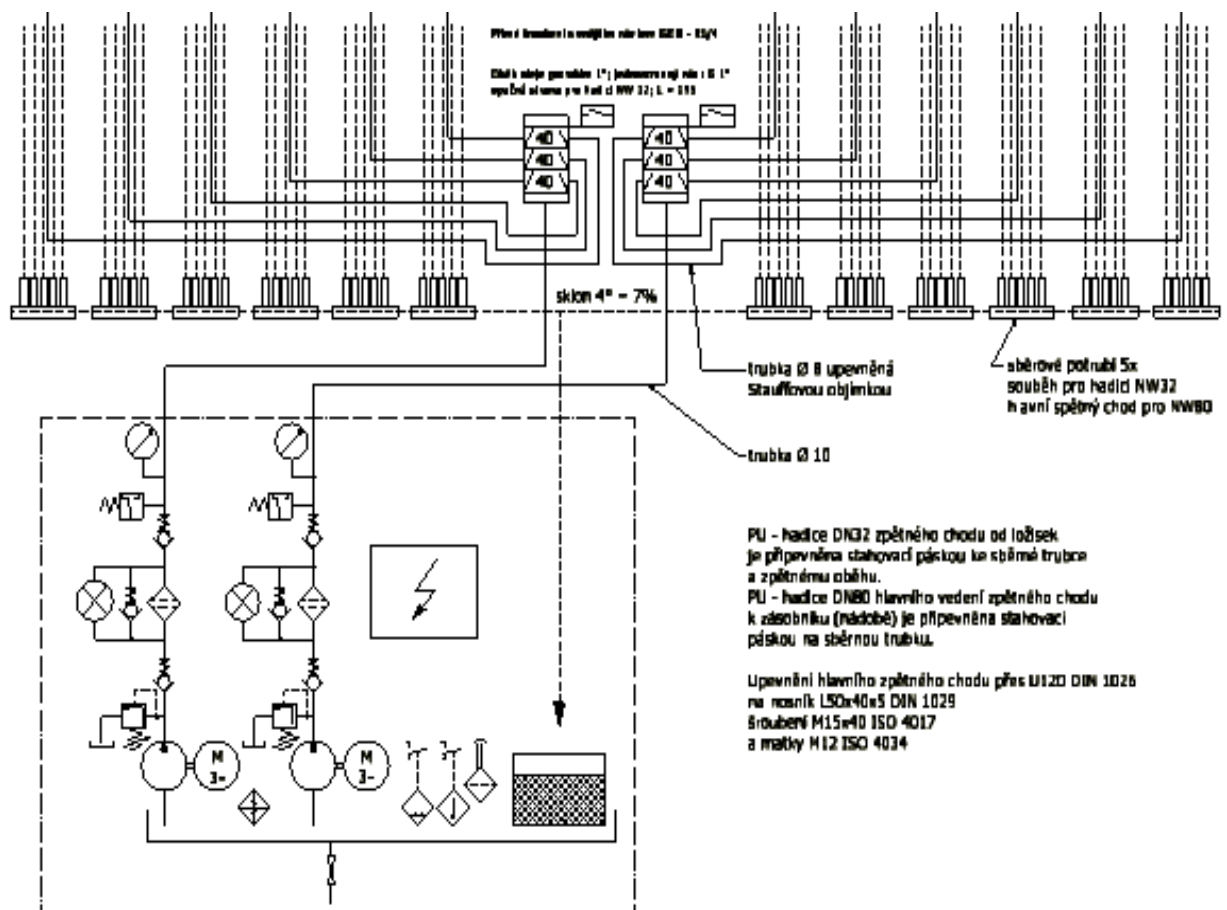 40
40
40
40
40
40
sklon 4° – 7%
trubka Ø 8 upevněná
Stauffovou objímkou
sběrové potrubí 5x
souběh pro hadici NW32
hlavní spětný chod pro NW80
trubka Ø 10
PU – hadice DN32 zpětného chodu od ložisek
je připevněna stahovací páskou ke sběrné trubce
a zpětnému oběhu.
PU – hadice DN80 hlavního vedení zpětného chodu
k zásobníku (nádobě) je připevněna stahovací
páskou na sběrnou trubku.
Upevnění hlavního zpětného chodu přes U120 DIN 1026
na nosník L50x40x5 DIN 1029
šroubení M15x40 ISO 4017
a matky M12 ISO 4034
M
3~
M
3~